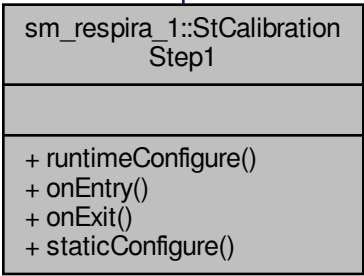 sm_respira_1::StCalibration
Step1
+ runtimeConfigure()
+ onEntry()
+ onExit()
+ staticConfigure()